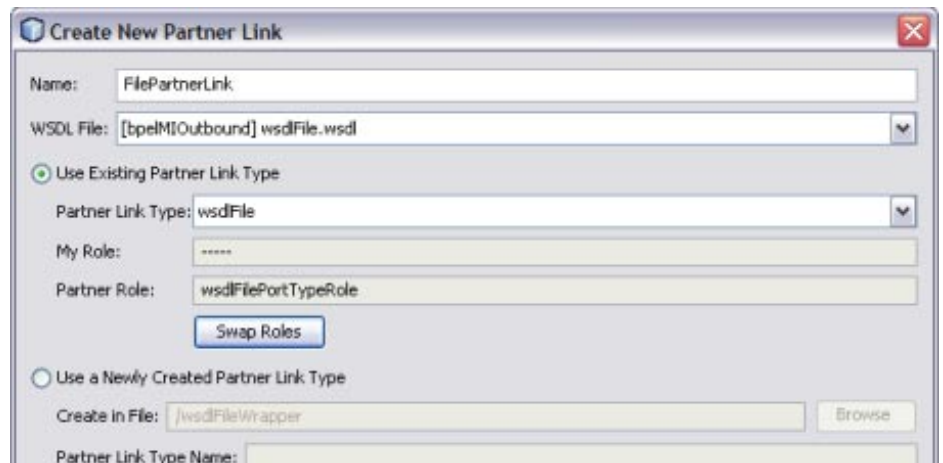 Create New Partner Link
Name: FilePartnerLink
WSDL File: [bpelMIOutbound] wsdlFile.wsdl
Use Existing Partner Link Type
Partner Link Type: wsdlFile
My Role: -----
Partner Role: wsdlFilePortTypeRole
Swap Roles
Use a Newly Created Partner Link Type
Create in File: /wsdlFileWrapper Browse
Partner Link Type Name: